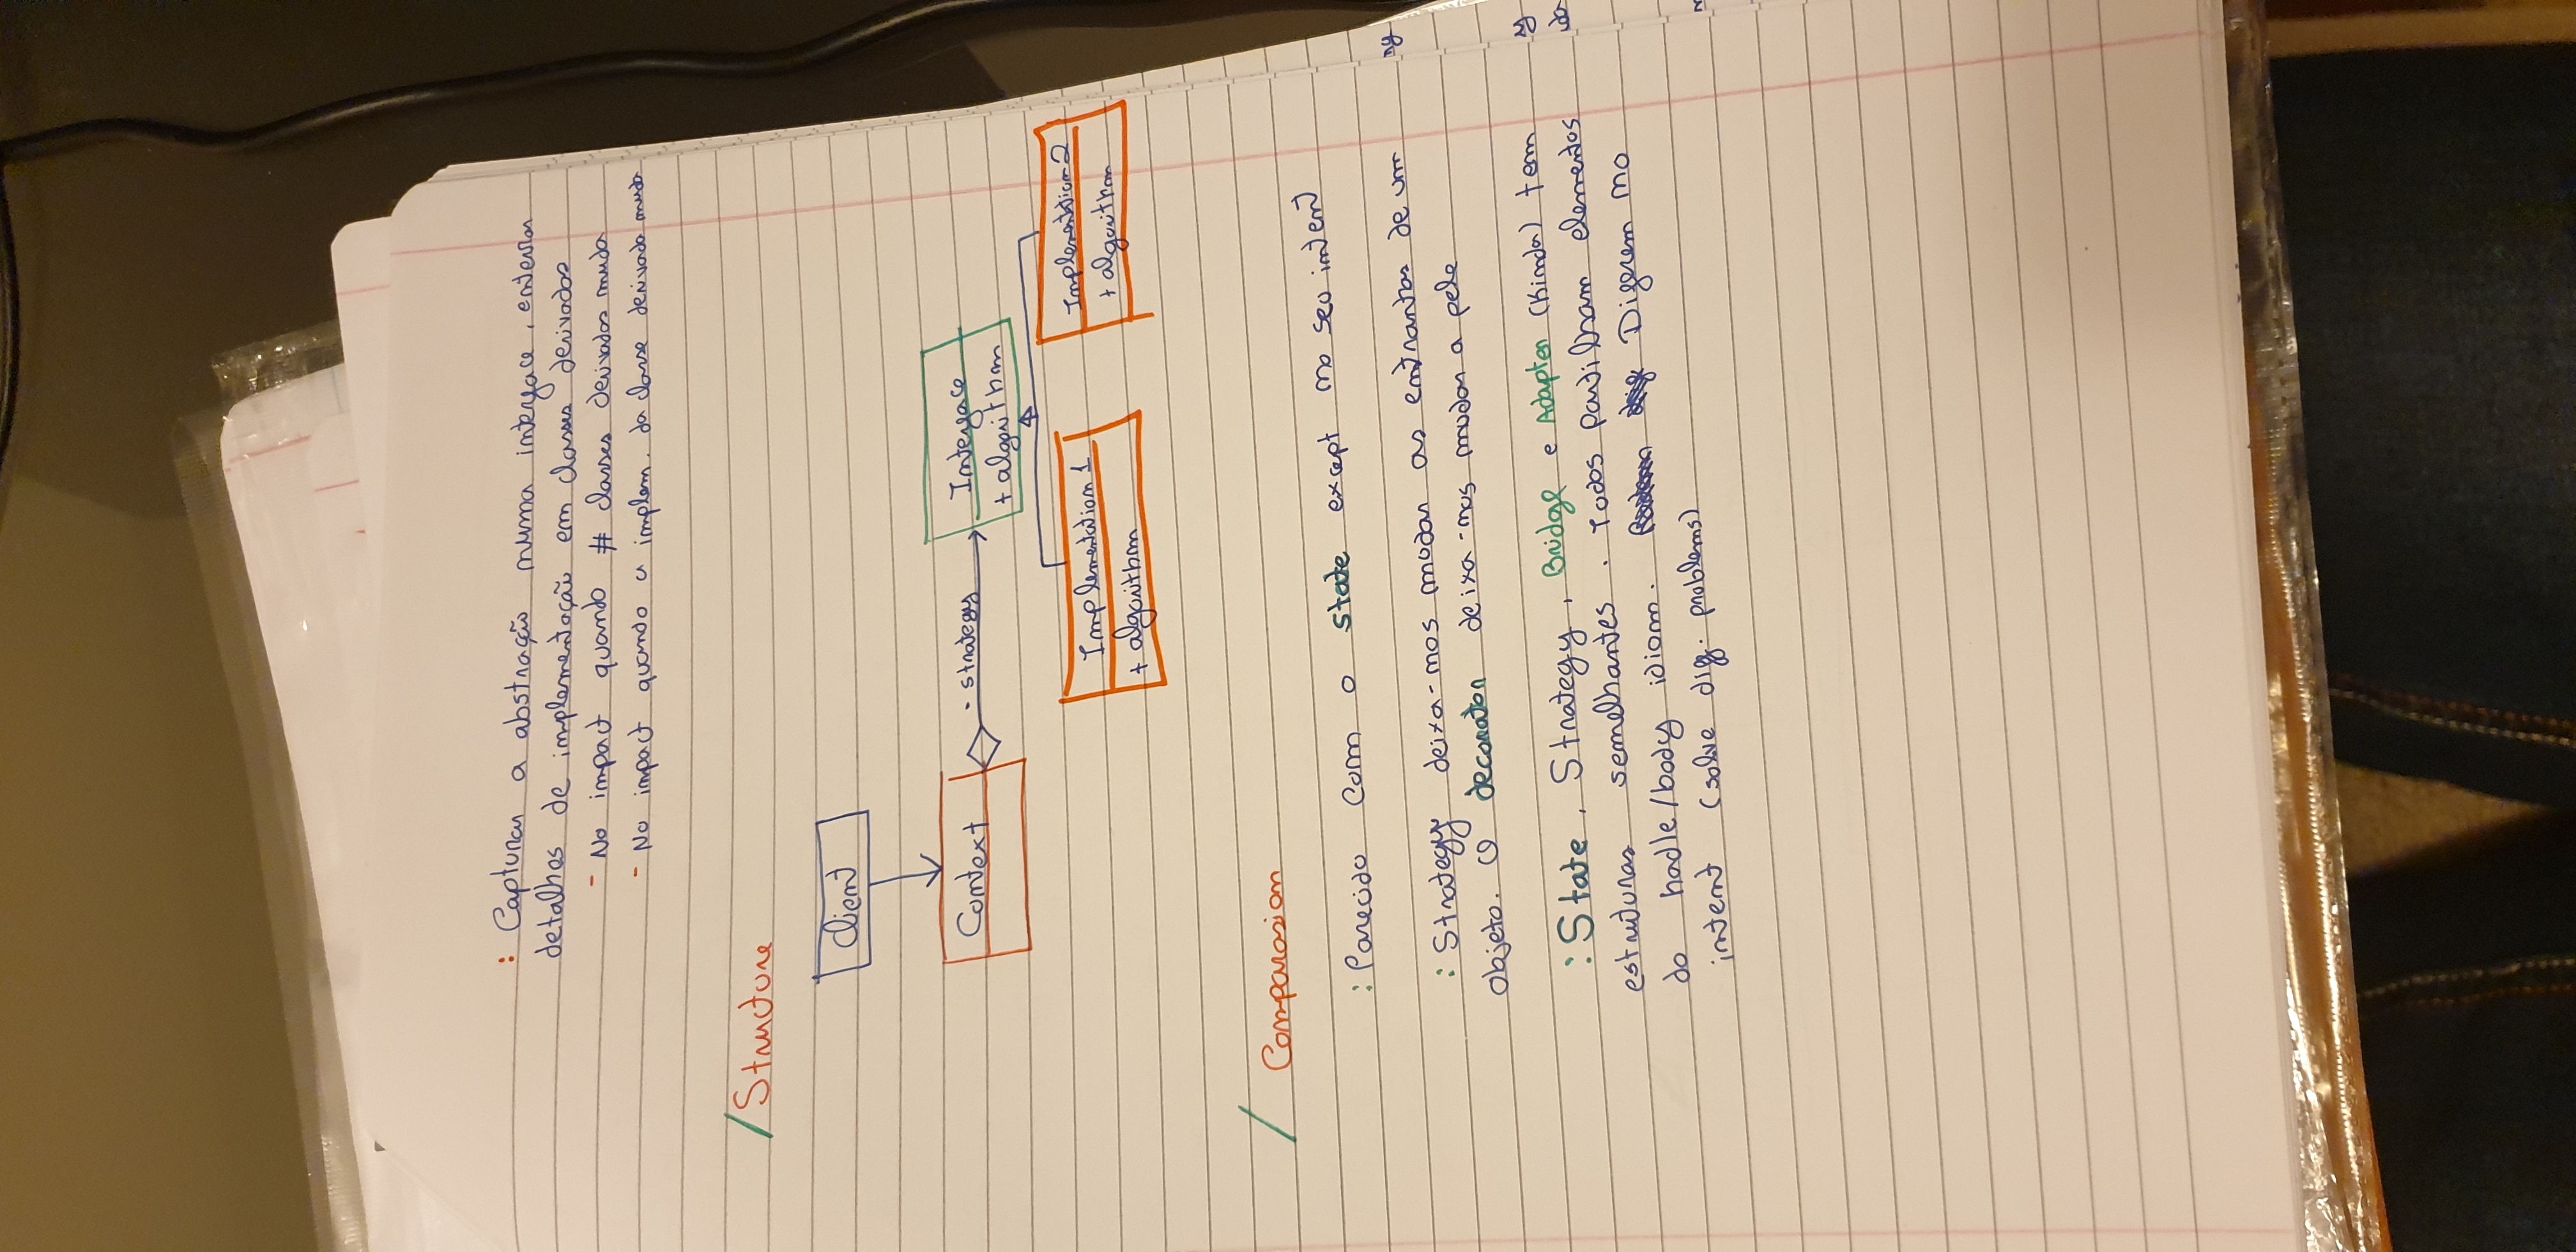 : Capturar a abstração numa interface, enterrar
detalhes de implementação em classes derivadas
- No impact quando # classes derivadas muda
- No impact quando a implem. da classe derivada muda
/ Structure
Client
Context
- strategy
Interface
+ algorithm
Implementation 1
+ algorithm
Implementation 2
+ algorithm
/ Comparasion
: Parecido com o state except no seu intent
: Strategy deixa-nos mudar as entranhas de um
objeto. O decorator deixa-nos mudar a pele
: State, Strategy, Bridge e Adapter (Kinda) tem
estruturas semelhantes. Todos partilham elementos
do hadle/body idiom. Diferem no
intent (solve diff. problems)